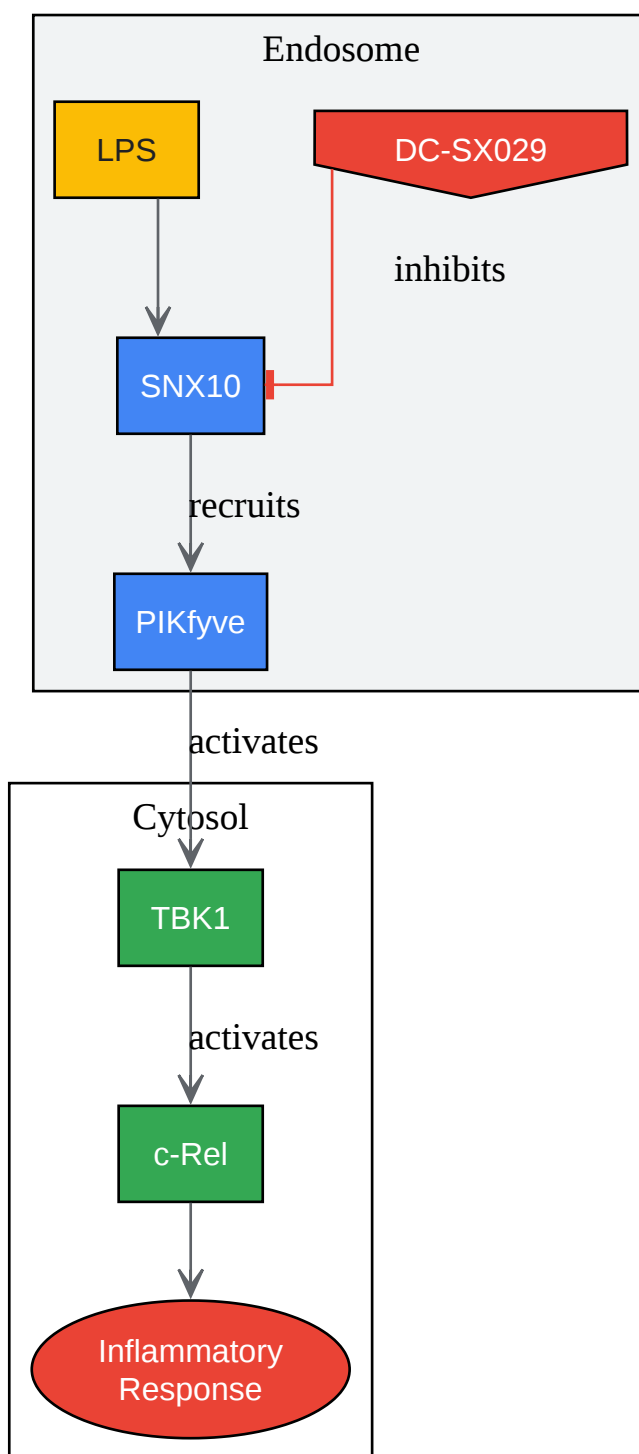 Endosome
LPS
DC-SX029
inhibits
SNX10
recruits
PIKfyve
activates
Cytosol
TBK1
activates
c-Rel
Inflammatory
Response